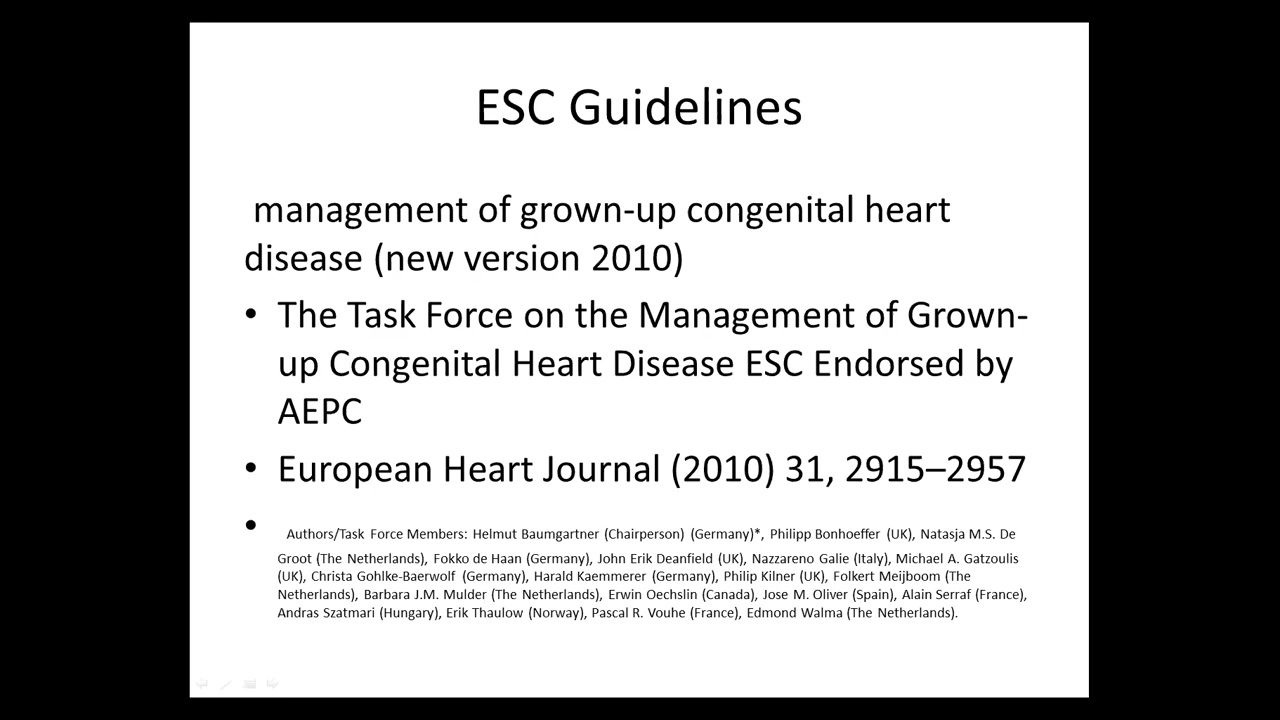 ESC Guidelines
management of grown-up congenital heart
disease (new version 2010)
• The Task Force on the Management of Grown-
up Congenital Heart Disease ESC Endorsed by
AEPC
• European Heart Journal (2010) 31, 2915–2957
• Authors/Task Force Members: Helmut Baumgartner (Chairperson) (Germany)*, Philipp Bonhoeffer (UK), Natasja M.S. De
Groot (The Netherlands), Fokko de Haan (Germany), John Erik Deanfield (UK), Nazzareno Galie (Italy), Michael A. Gatzoulis
(UK), Christa Gohlke-Baerwolf (Germany), Harald Kaemmerer (Germany), Philip Kilner (UK), Folkert Meijboom (The
Netherlands), Barbara J.M. Mulder (The Netherlands), Erwin Oechslin (Canada), Jose M. Oliver (Spain), Alain Serraf (France),
Andras Szatmari (Hungary), Erik Thaulow (Norway), Pascal R. Vouhe (France), Edmond Walma (The Netherlands).